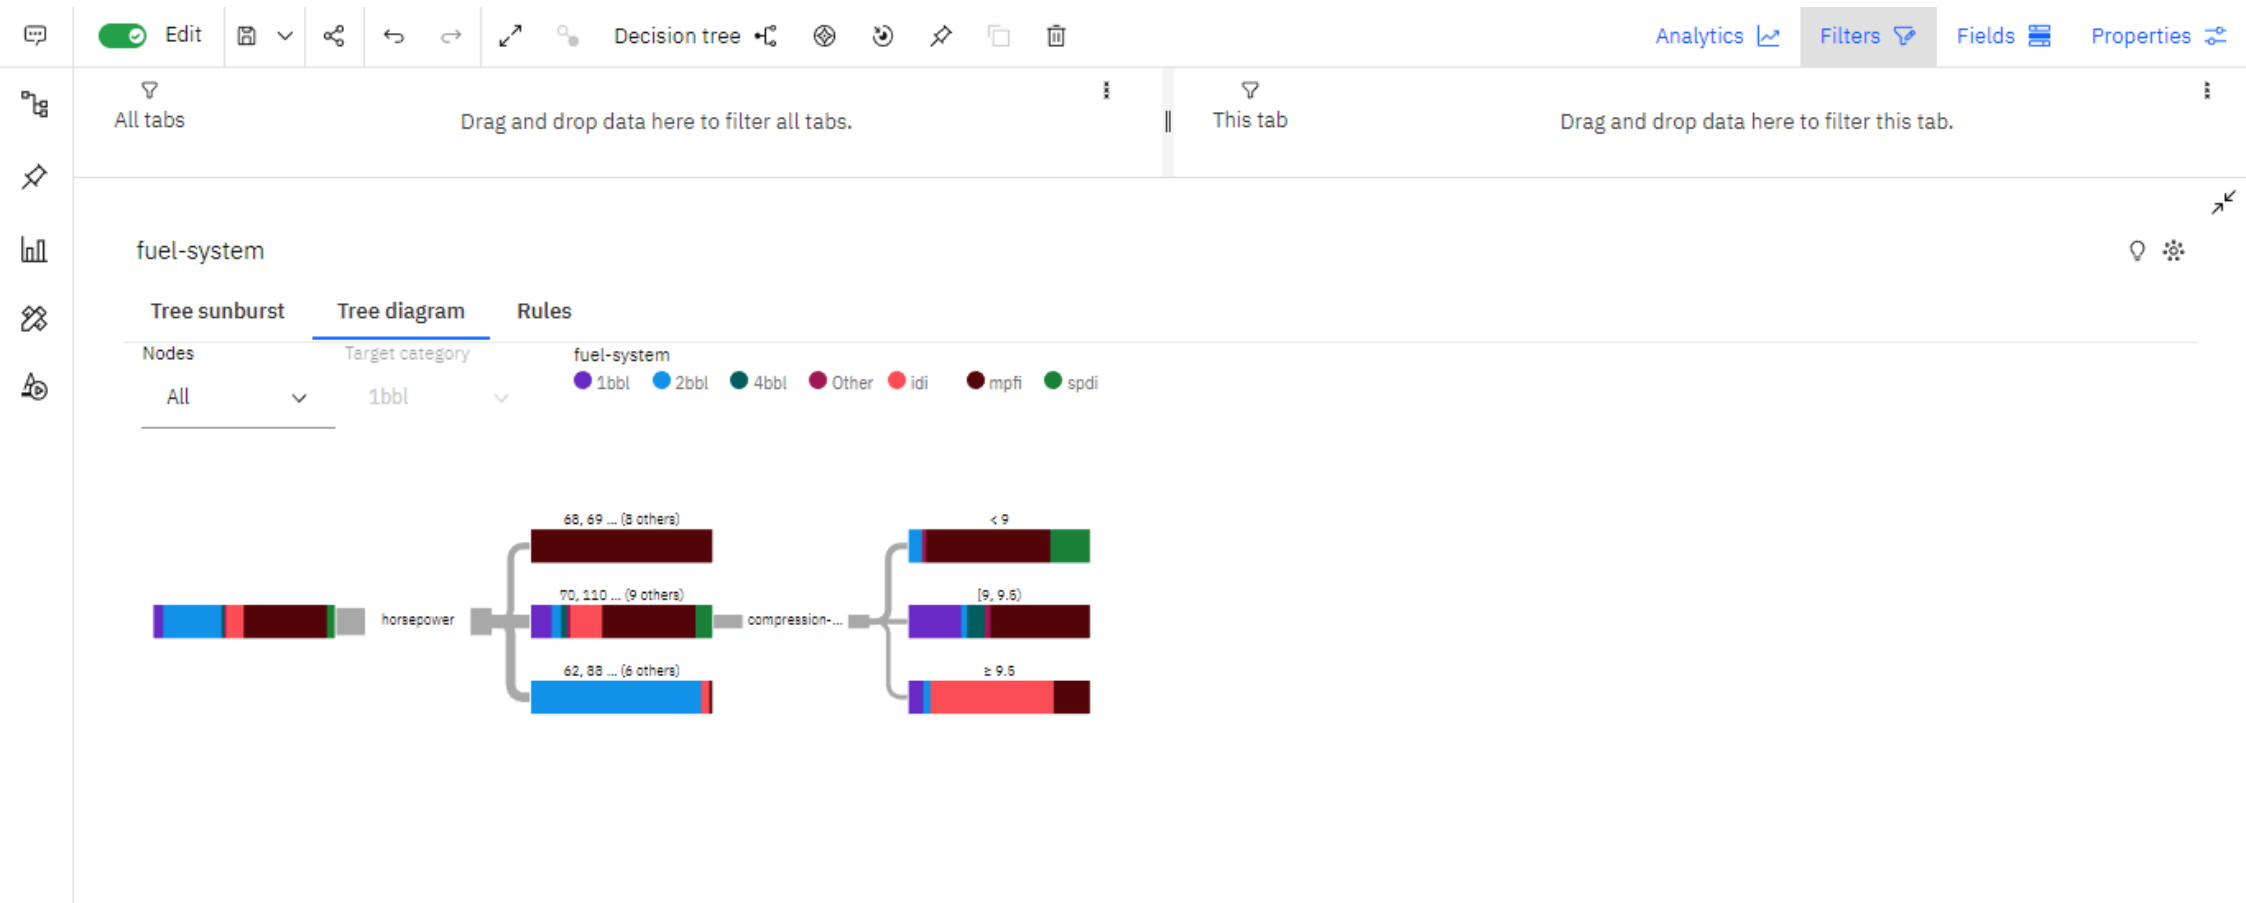 Edit
Decision tree
Analytics
Filters
Fields
Properties
All tabs
Drag and drop data here to filter all tabs.
This tab
Drag and drop data here to filter this tab.
fuel-system
Tree sunburst
Tree diagram
Rules
Nodes
Target category
fuel-system
All
1bbl
1bbl
2bbl
4bbl
Other
idi
mpfi
spdi
68, 69 ... (8 others)
< 9
70, 110 ... (9 others)
[9, 9.5)
horsepower
compression-...
62, 88 ... (6 others)
≥ 9.5